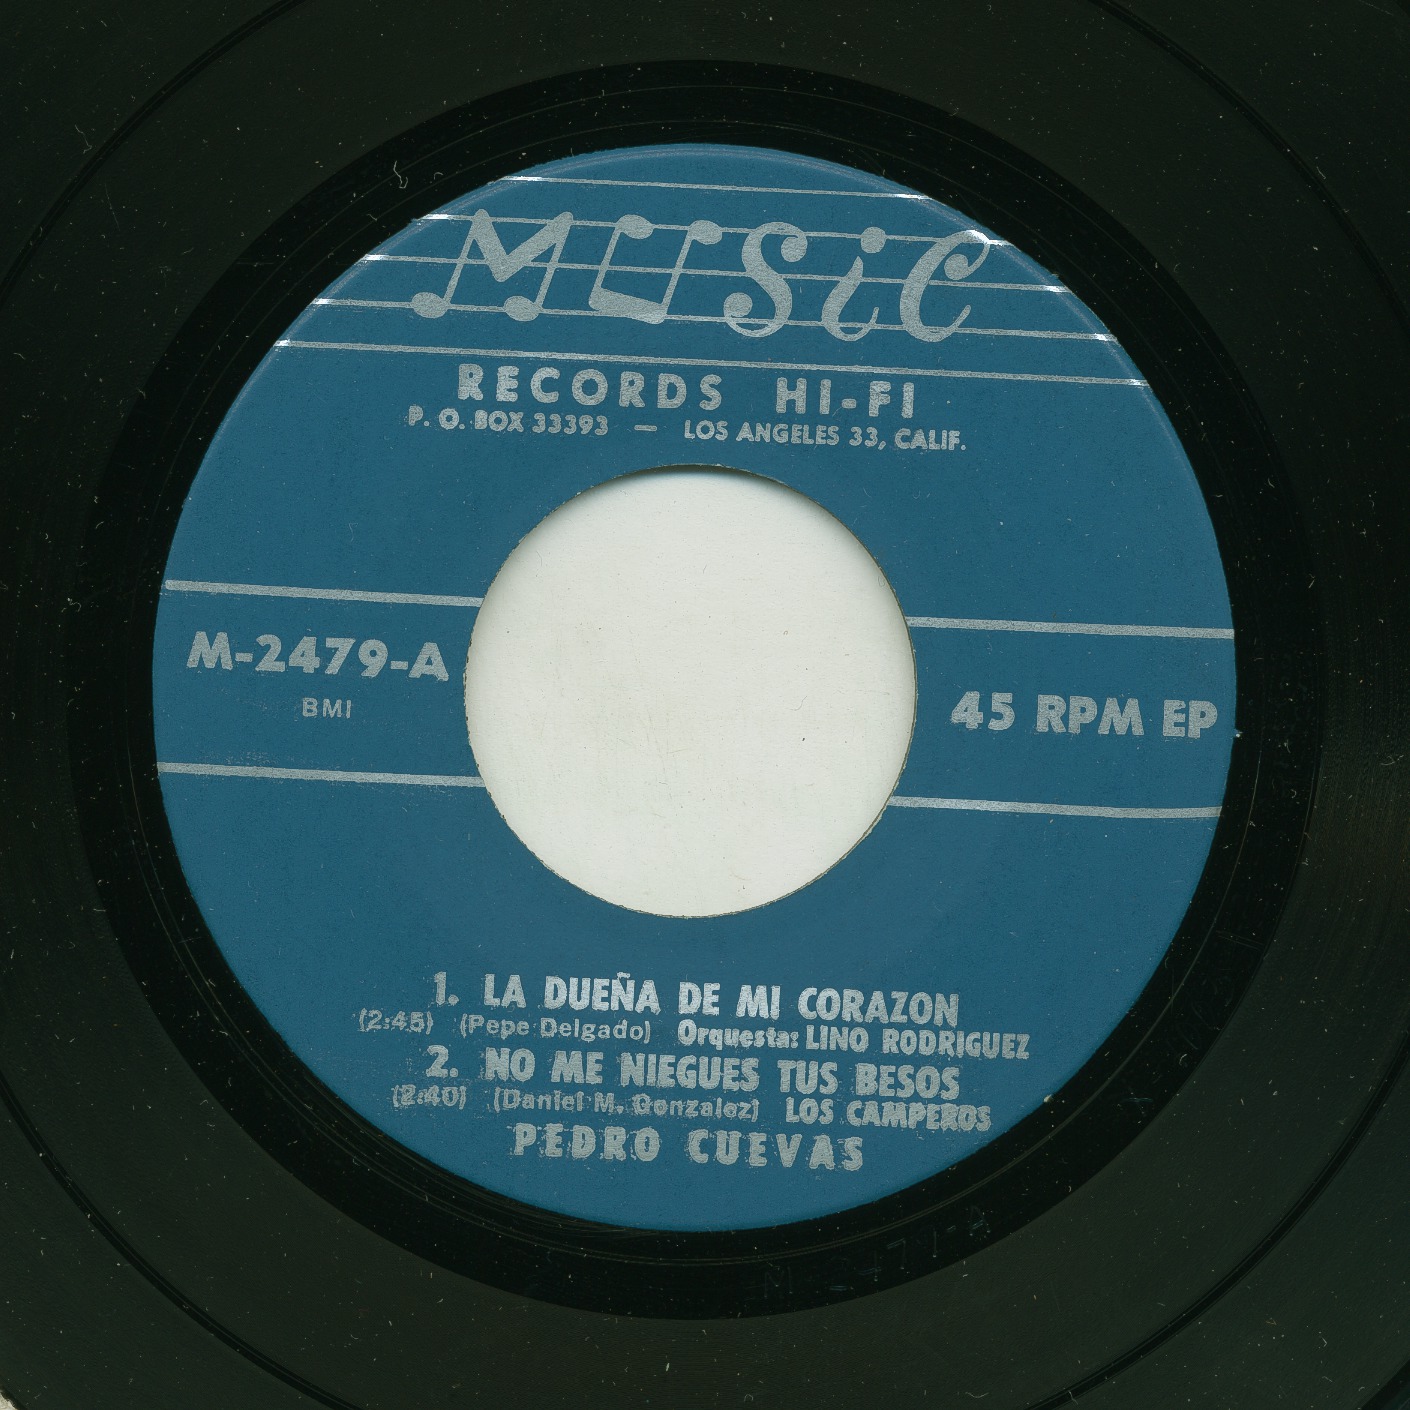 MUSiC
RECORDS HI-FI
P. O. BOX 33393 — LOS ANGELES 33, CALIF.
M-2479-A
BMI
45 RPM EP
1. LA DUEÑA DE MI CORAZON
(2:45) (Pepe Delgado) Orquesta: LINO RODRIGUEZ
2. NO ME NIEGUES TUS BESOS
(2:40) (Daniel M. Gonzalez) LOS CAMPEROS
PEDRO CUEVAS